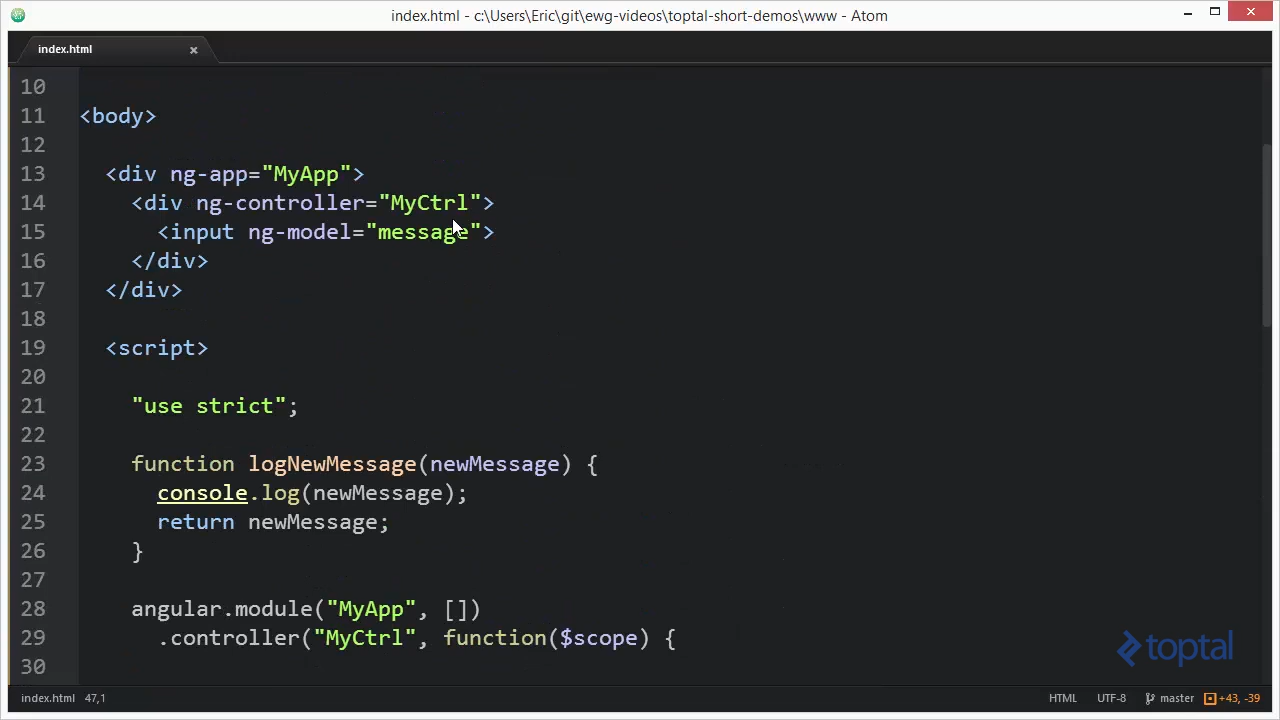 index.html - c:\Users\Eric\git\ewg-videos\toptal-short-demos\www - Atom
index.html
10
11 <body>
12
13 <div ng-app="MyApp">
14 <div ng-controller="MyCtrl">
15 <input ng-model="message">
16 </div>
17 </div>
18
19 <script>
20
21 "use strict";
22
23 function logNewMessage(newMessage) {
24 console.log(newMessage);
25 return newMessage;
26 }
27
28 angular.module("MyApp", [])
29 .controller("MyCtrl", function($scope) {
30
toptal
index.html 47,1 HTML UTF-8 master +43, -39